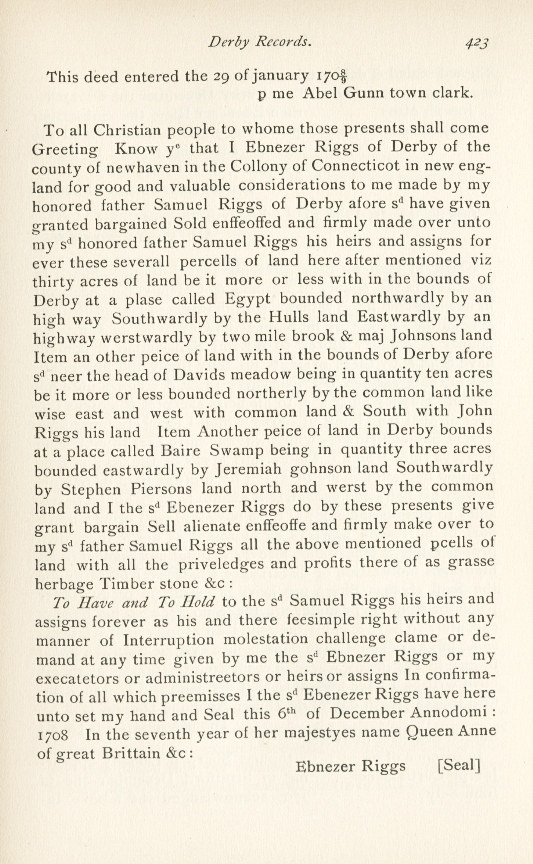 Derby Records. 423
This deed entered the 29 of january 170 8/9
p me Abel Gunn town clark.
To all Christian people to whome those presents shall come
Greeting Know yᵉ that I Ebnezer Riggs of Derby of the
county of newhaven in the Collony of Connecticot in new eng-
land for good and valuable considerations to me made by my
honored father Samuel Riggs of Derby afore sᵈ have given
granted bargained Sold enffeoffed and firmly made over unto
my sᵈ honored father Samuel Riggs his heirs and assigns for
ever these severall percells of land here after mentioned viz
thirty acres of land be it more or less with in the bounds of
Derby at a plase called Egypt bounded northwardly by an
high way Southwardly by the Hulls land Eastwardly by an
highway werstwardly by two mile brook & maj Johnsons land
Item an other peice of land with in the bounds of Derby afore
sᵈ neer the head of Davids meadow being in quantity ten acres
be it more or less bounded northerly by the common land like
wise east and west with common land & South with John
Riggs his land Item Another peice of land in Derby bounds
at a place called Baire Swamp being in quantity three acres
bounded eastwardly by Jeremiah gohnson land Southwardly
by Stephen Piersons land north and werst by the common
land and I the sᵈ Ebenezer Riggs do by these presents give
grant bargain Sell alienate enffeoffe and firmly make over to
my sᵈ father Samuel Riggs all the above mentioned pcells of
land with all the priveledges and profits there of as grasse
herbage Timber stone &c :
To Have and To Hold to the sᵈ Samuel Riggs his heirs and
assigns forever as his and there feesimple right without any
manner of Interruption molestation challenge clame or de-
mand at any time given by me the sᵈ Ebnezer Riggs or my
execatetors or administreetors or heirs or assigns In confirma-
tion of all which preemisses I the sᵈ Ebenezer Riggs have here
unto set my hand and Seal this 6ᵗʰ of December Annodomi :
1708 In the seventh year of her majestyes name Queen Anne
of great Brittain &c :
Ebnezer Riggs [Seal]